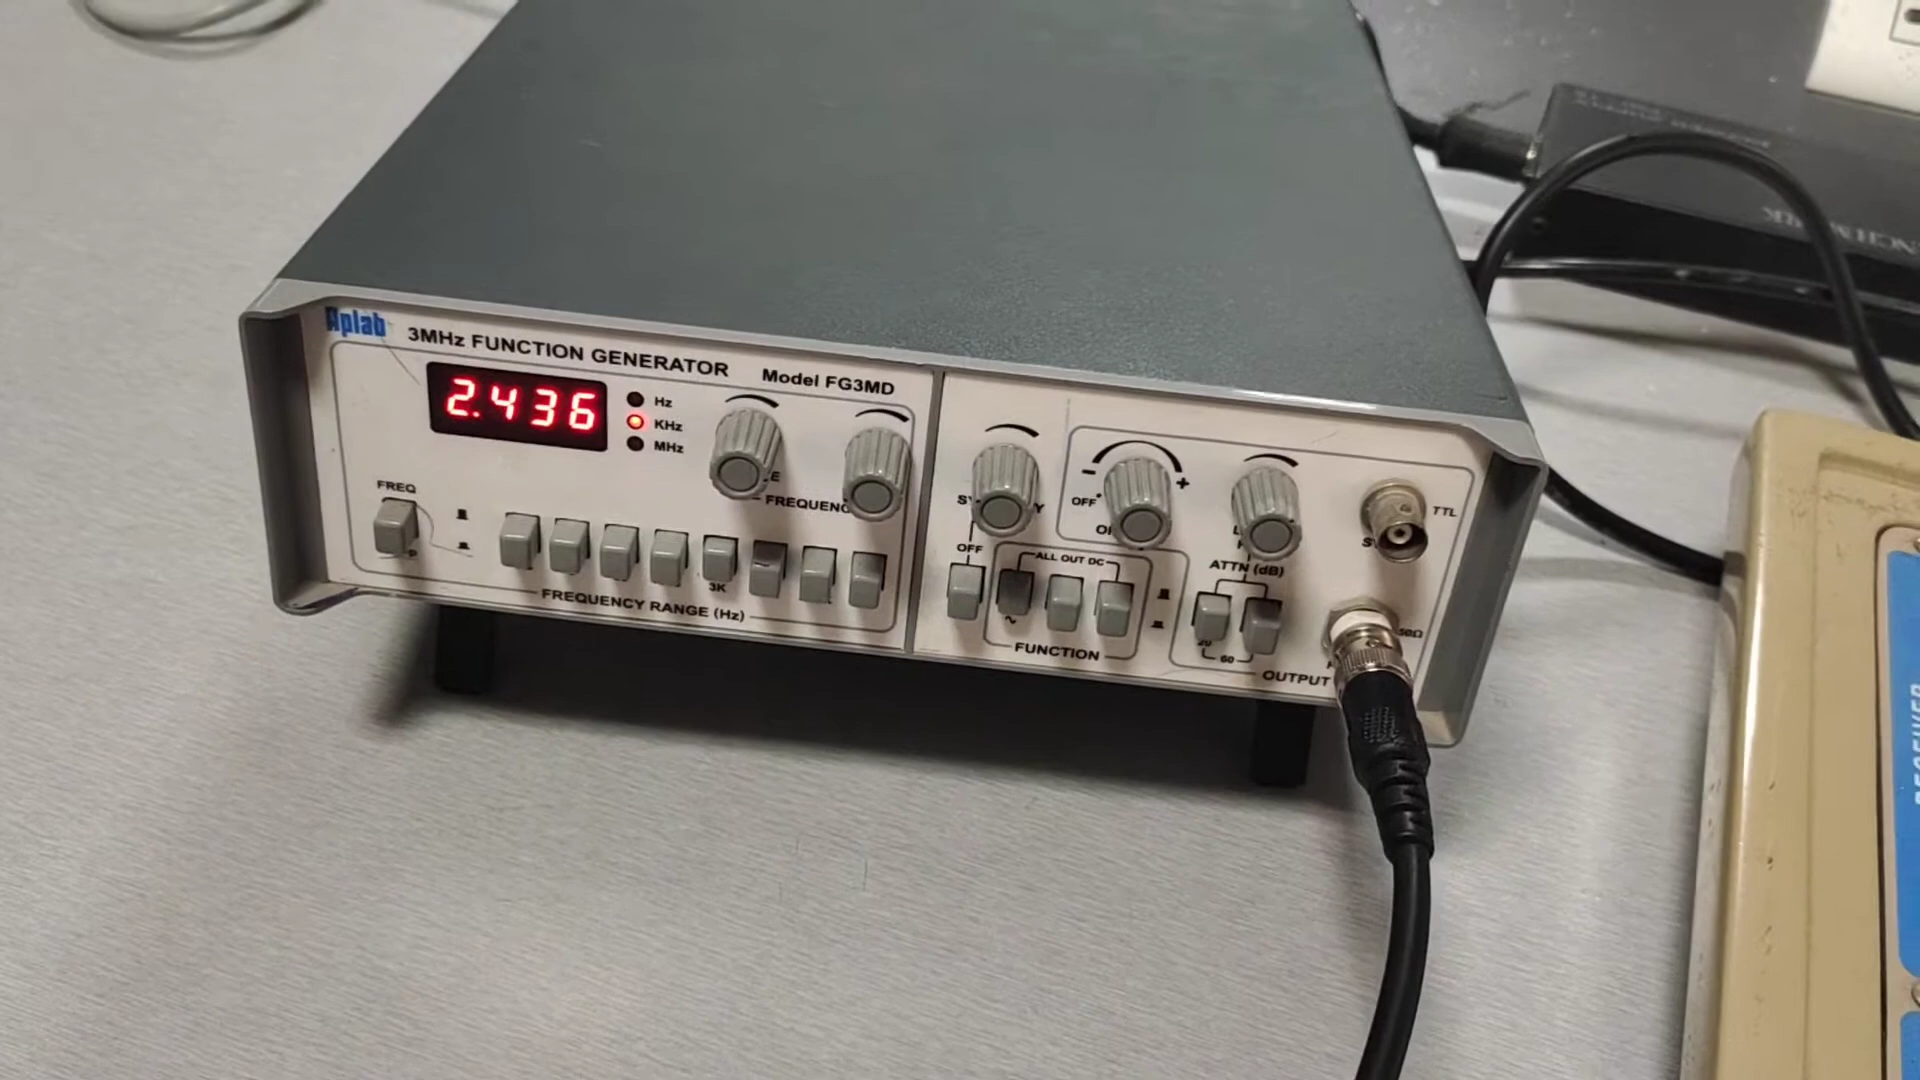 Aplab 3MHz FUNCTION GENERATOR
Model FG3MD
2.436
Hz
KHz
MHz
FREQ
3K
FREQUENCY RANGE (Hz)
OFF
ALL OUT DC
FUNCTION
-
+
OFF
ATTN (dB)
20
60
OUTPUT
TTL
50Ω